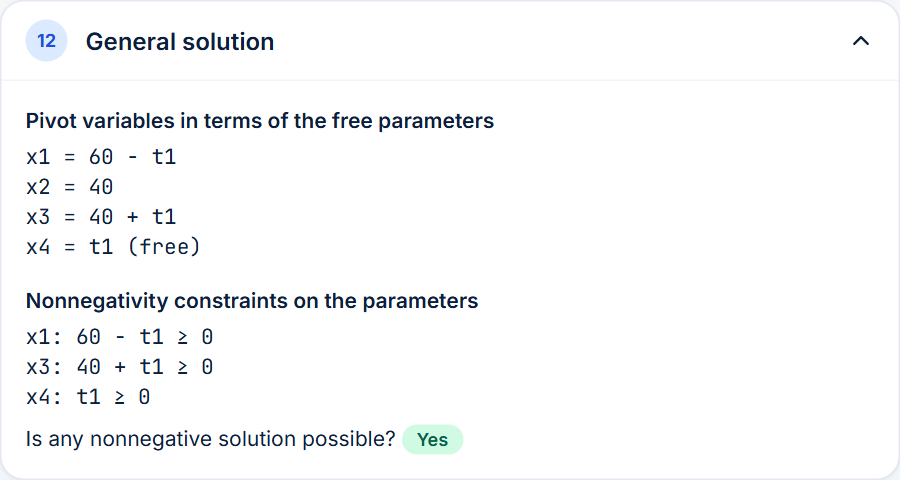 12 General solution
Pivot variables in terms of the free parameters
x1 = 60 - t1
x2 = 40
x3 = 40 + t1
x4 = t1 (free)
Nonnegativity constraints on the parameters
x1: 60 - t1 ≥ 0
x3: 40 + t1 ≥ 0
x4: t1 ≥ 0
Is any nonnegative solution possible? Yes